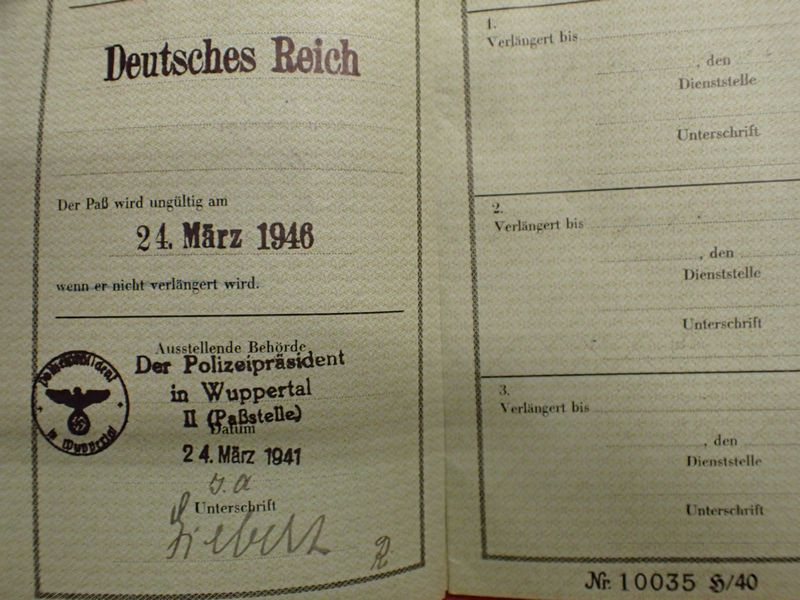 Deutsches Reich
Der Paß wird ungültig am
24. März 1946
wenn er nicht verlängert wird.
Ausstellende Behörde
Der Polizeipräsident
in Wuppertal
II (Paßstelle)
Datum
24. März 1941
Unterschrift
Polizeipräsident
in Wuppertal
1.
Verlängert bis
, den
Dienststelle
Unterschrift
2.
Verlängert bis
, den
Dienststelle
Unterschrift
3.
Verlängert bis
, den
Dienststelle
Unterschrift
Nr. 10035 H/40